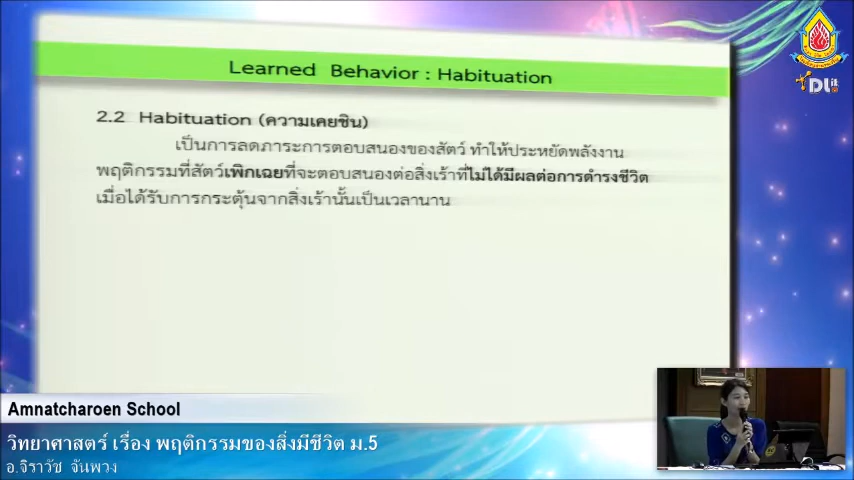 Learned Behavior : Habituation
2.2 Habituation (ความเคยชิน)
เป็นการลดภาระการตอบสนองของสัตว์ ทำให้ประหยัดพลังงาน
พฤติกรรมที่สัตว์เพิกเฉยที่จะตอบสนองต่อสิ่งเร้าที่ไม่ได้มีผลต่อการดำรงชีวิต
เมื่อได้รับการกระตุ้นจากสิ่งเร้านั้นเป็นเวลานาน
DLit
Amnatcharoen School
วิทยาศาสตร์ เรื่อง พฤติกรรมของสิ่งมีชีวิต ม.5
อ.จิราวัช จันพวง